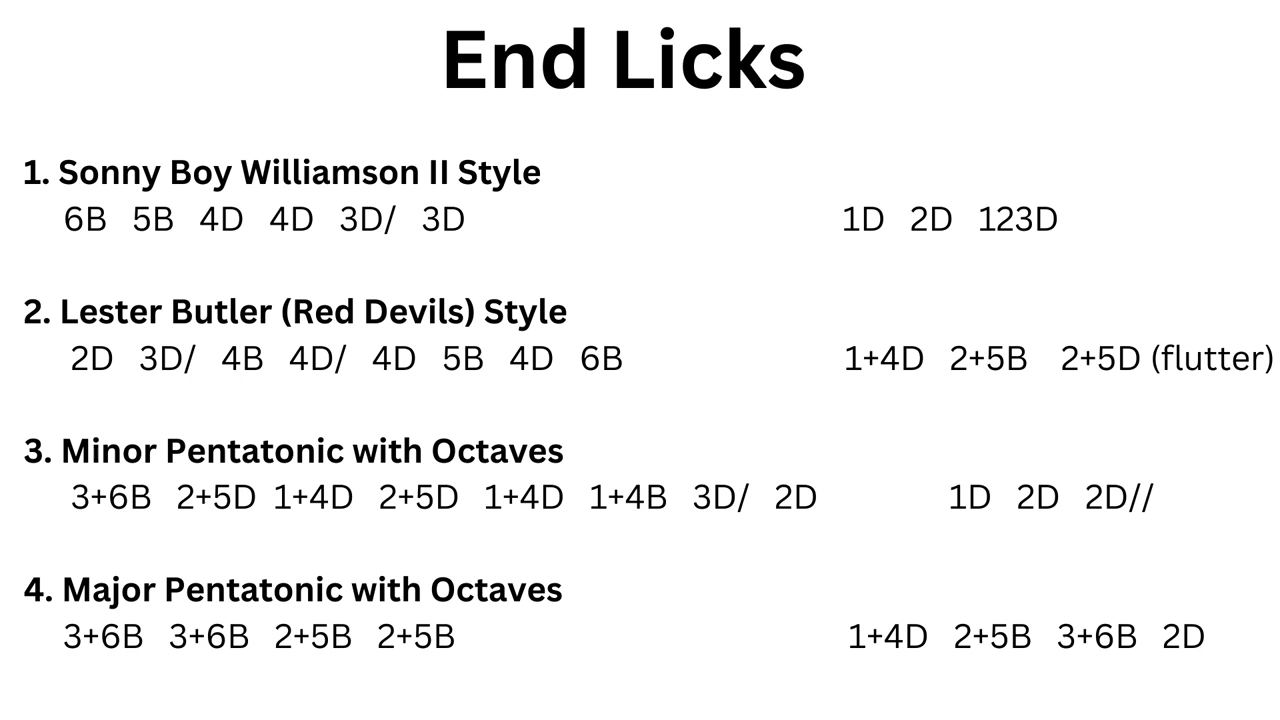 End Licks
1. Sonny Boy Williamson II Style
6B 5B 4D 4D 3D/ 3D 1D 2D 123D
2. Lester Butler (Red Devils) Style
2D 3D/ 4B 4D/ 4D 5B 4D 6B 1+4D 2+5B 2+5D (flutter)
3. Minor Pentatonic with Octaves
3+6B 2+5D 1+4D 2+5D 1+4D 1+4B 3D/ 2D 1D 2D 2D//
4. Major Pentatonic with Octaves
3+6B 3+6B 2+5B 2+5B 1+4D 2+5B 3+6B 2D